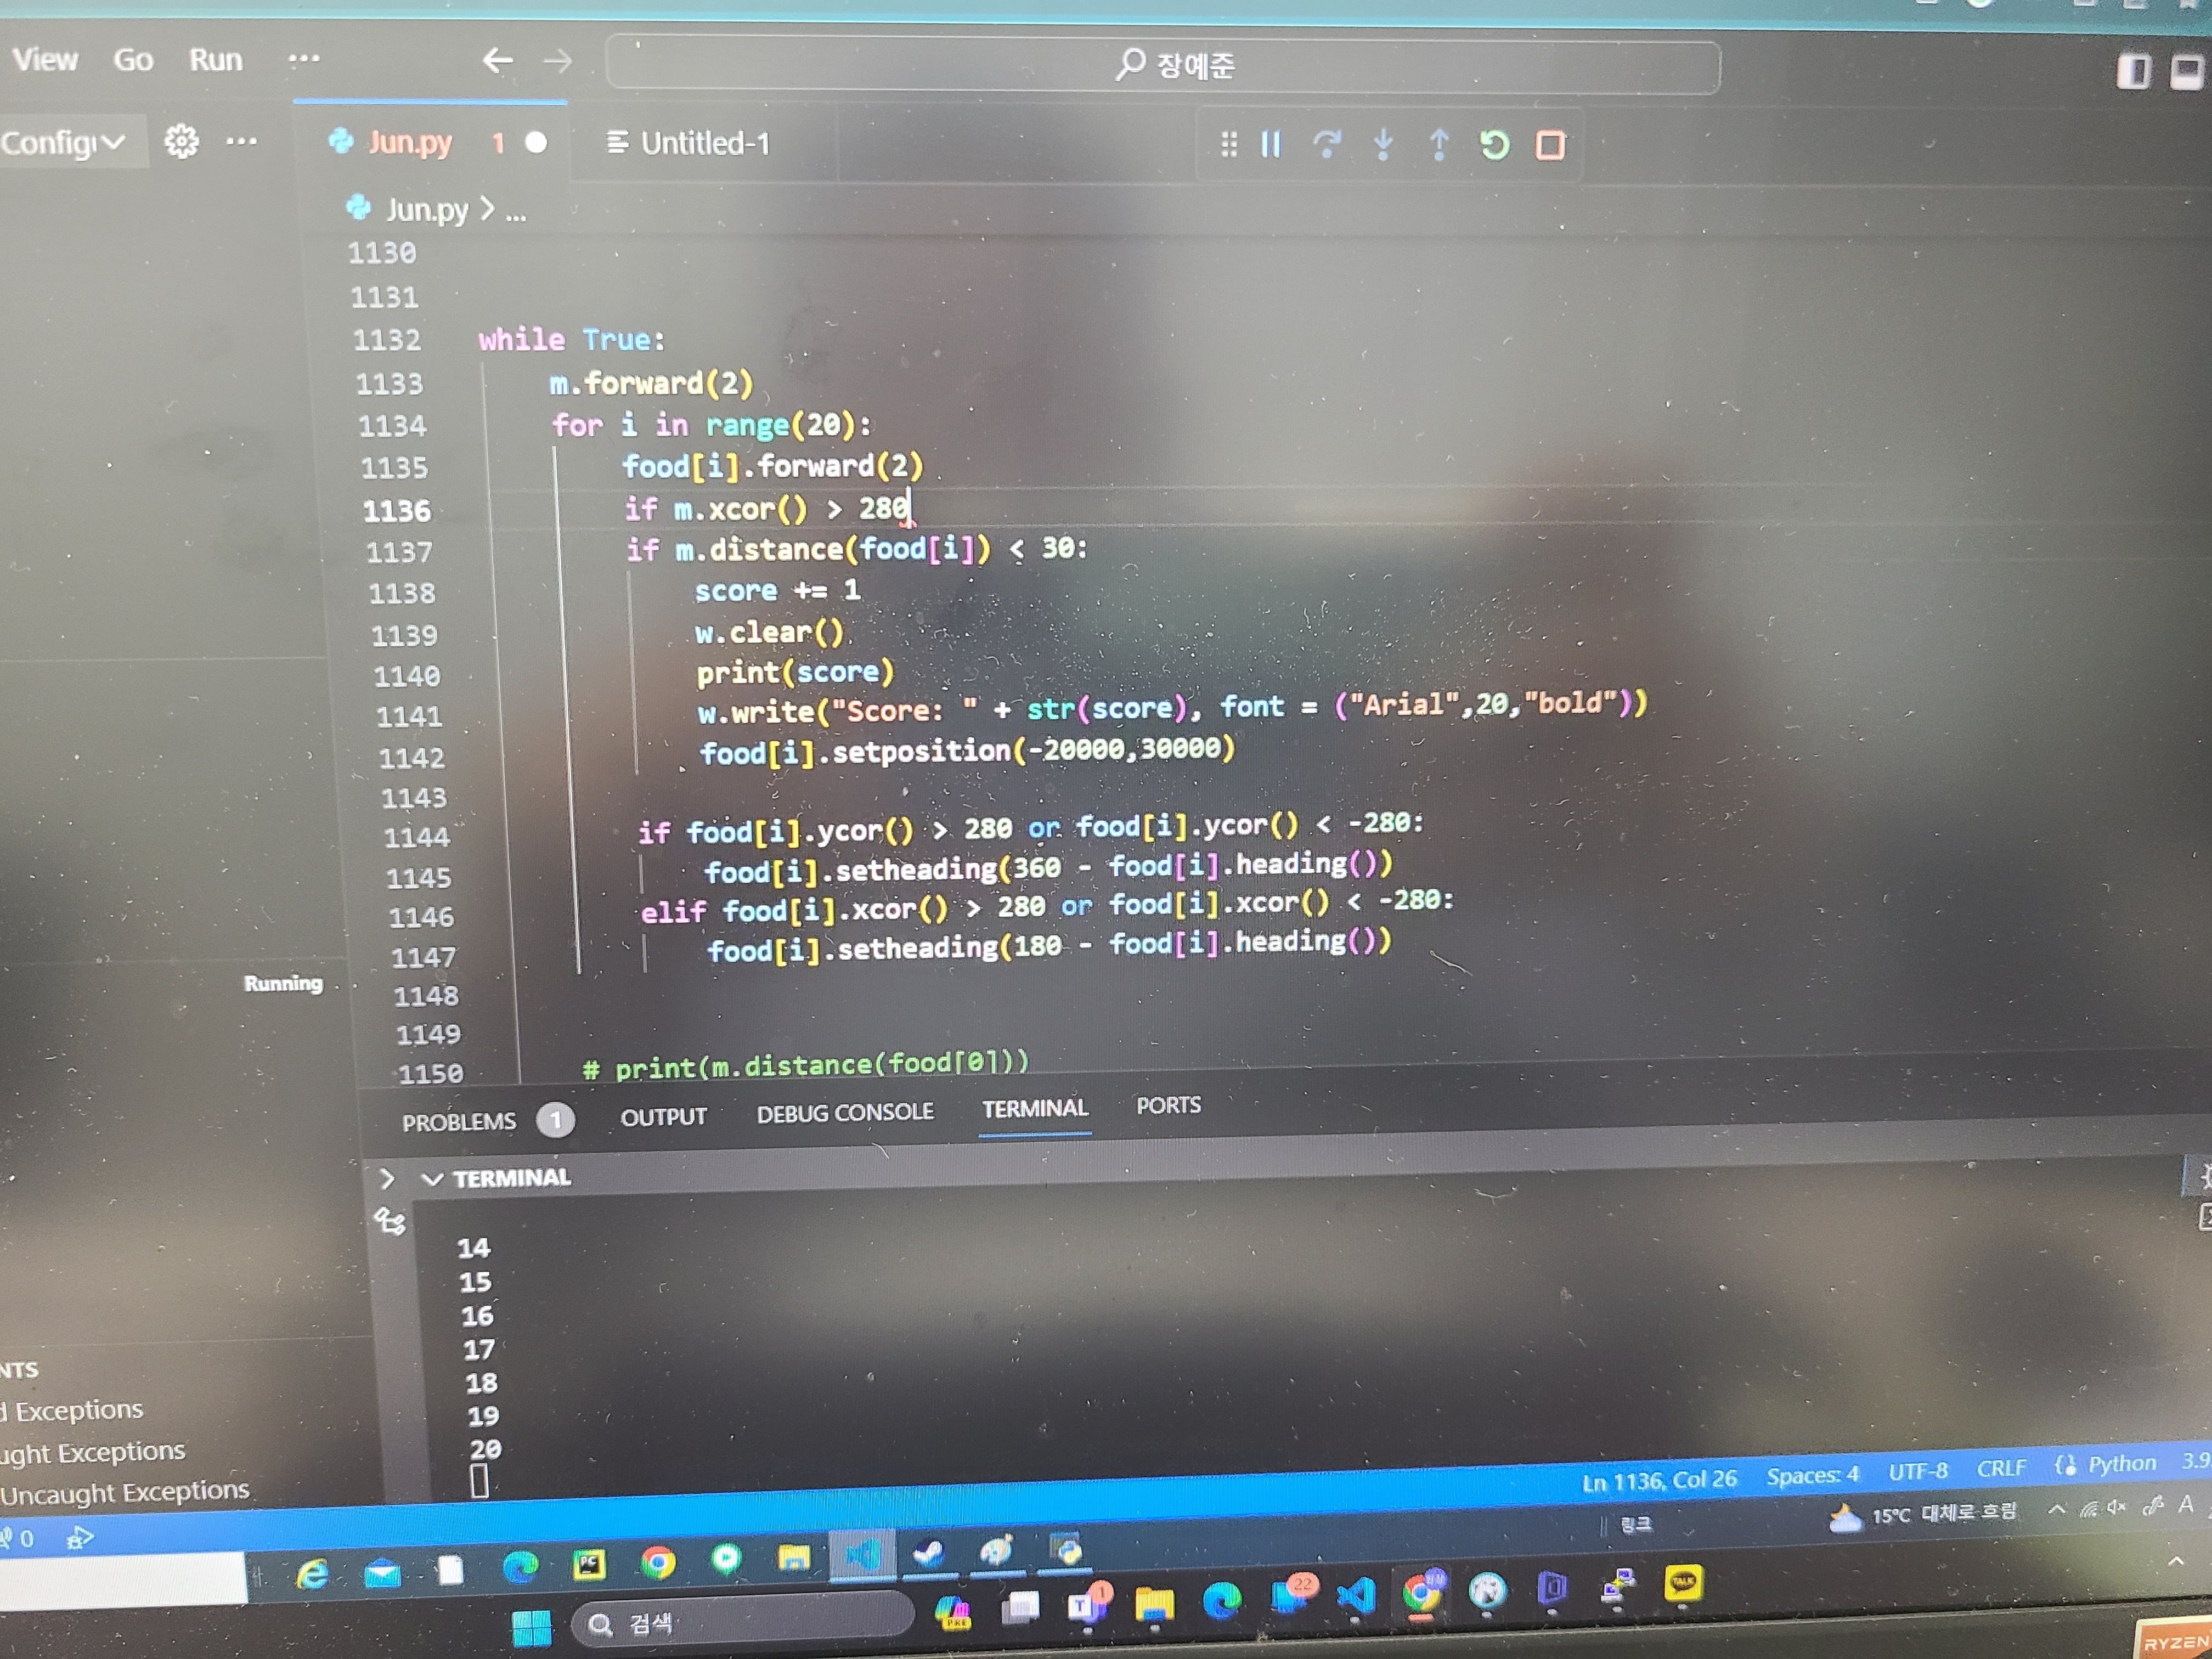 View Go Run ...
장예준
Confign
Jun.py 1
Untitled-1
Jun.py > ...
1130
1131
1132 while True:
1133 m.forward(2)
1134 for i in range(20):
1135 food[i].forward(2)
1136 if m.xcor() > 280
1137 if m.distance(food[i]) < 30:
1138 score += 1
1139 w.clear()
1140 print(score)
1141 w.write("Score: " + str(score), font = ("Arial",20,"bold"))
1142 food[i].setposition(-20000,30000)
1143
1144 if food[i].ycor() > 280 or food[i].ycor() < -280:
1145 food[i].setheading(360 - food[i].heading())
1146 elif food[i].xcor() > 280 or food[i].xcor() < -280:
1147 food[i].setheading(180 - food[i].heading())
1148
1149
1150 # print(m.distance(food[0]))
Running
PROBLEMS 1 OUTPUT DEBUG CONSOLE TERMINAL PORTS
TERMINAL
14
15
16
17
18
19
20
NTS
d Exceptions
ught Exceptions
Uncaught Exceptions
Ln 1136, Col 26 Spaces: 4 UTF-8 CRLF Python 3.9
0
링크
15°C 대체로 흐림 A
PC
검색
PRE
T 1
22
TALK
RYZEN